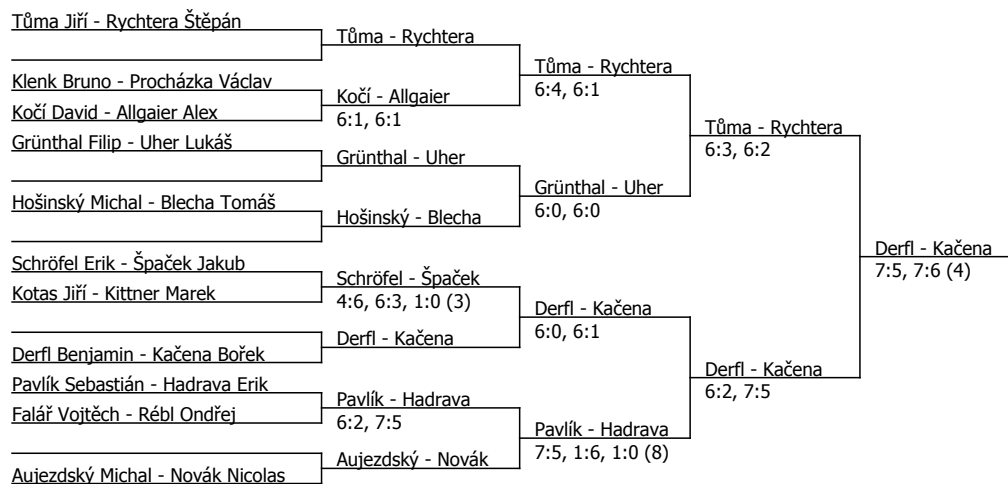 Tůma Jiří - Rychtera Štěpán
Tůma - Rychtera
Tůma - Rychtera
6:4, 6:1
Klenk Bruno - Procházka Václav
Kočí - Allgaier
6:1, 6:1
Kočí David - Allgaier Alex
Tůma - Rychtera
6:3, 6:2
Grünthal Filip - Uher Lukáš
Grünthal - Uher
Grünthal - Uher
6:0, 6:0
Hošinský Michal - Blecha Tomáš
Hošinský - Blecha
Derfl - Kačena
7:5, 7:6 (4)
Schröfel Erik - Špaček Jakub
Schröfel - Špaček
4:6, 6:3, 1:0 (3)
Kotas Jiří - Kittner Marek
Derfl - Kačena
6:0, 6:1
Derfl - Kačena
Derfl Benjamin - Kačena Bořek
Derfl - Kačena
6:2, 7:5
Pavlík Sebastián - Hadrava Erik
Pavlík - Hadrava
6:2, 7:5
Falář Vojtěch - Rébl Ondřej
Pavlík - Hadrava
7:5, 1:6, 1:0 (8)
Aujezdský - Novák
Aujezdský Michal - Novák Nicolas